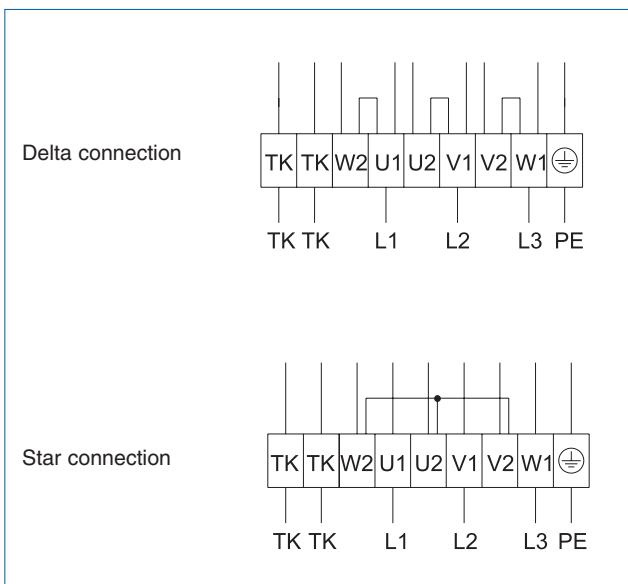 Delta connection
TK TK W2 U1 U2 V1 V2 W1
TK TK L1 L2 L3 PE
Star connection
TK TK W2 U1 U2 V1 V2 W1
TK TK L1 L2 L3 PE